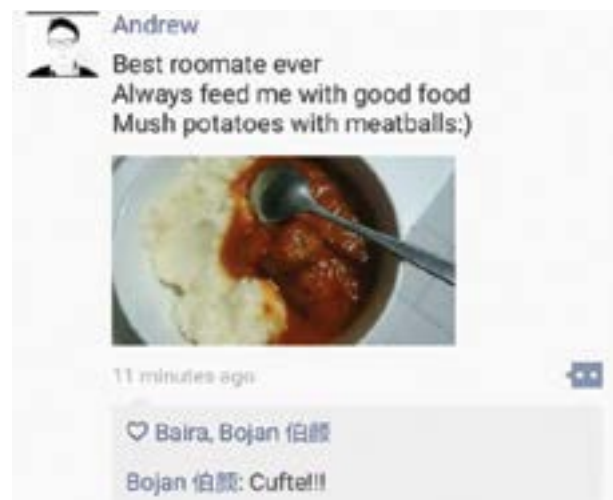 Andrew
Best roomate ever
Always feed me with good food
Mush potatoes with meatballs:)
11 minutes ago
Baira, Bojan 伯颜
Bojan 伯颜: Cufte!!!